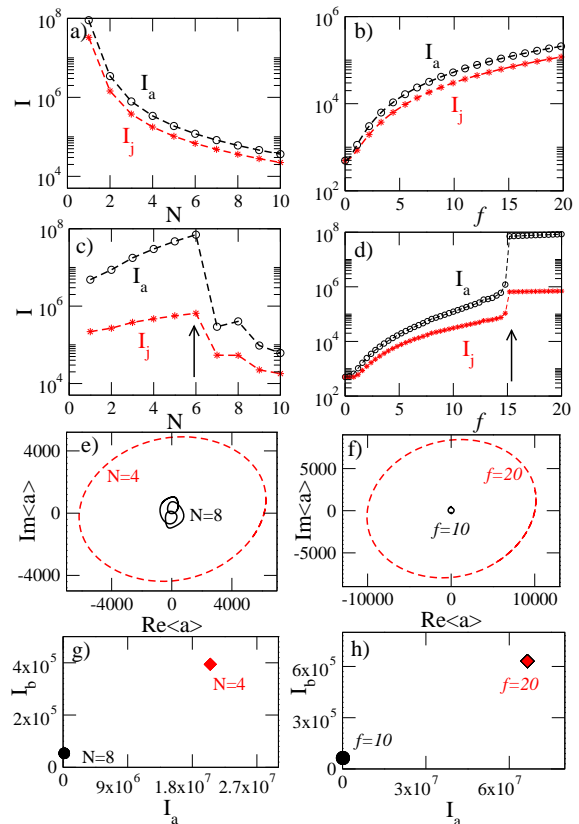 a)
10^8
10^6
10^4
I
I_a
I_j
0 2 4 6 8 10
N
b)
10^6
10^4
10^2
I_a
I_j
0 5 10 15 20
f
c)
10^8
10^6
10^4
I
I_a
I_j
0 2 4 6 8 10
N
d)
10^8
10^6
10^4
10^2
I_a
I_j
0 5 10 15 20
f
e)
4000
0
-4000
Im<a>
N=4
N=8
-4000 0 4000
Re<a>
f)
5000
0
-5000
Im<a>
f=20
f=10
-10000 0 10000
Re<a>
g)
4x10^5
2x10^5
0
I_b
N=4
N=8
0 9x10^6 1.8x10^7 2.7x10^7
I_a
h)
6x10^5
3x10^5
0
I_b
f=20
f=10
0 3x10^7 6x10^7
I_a